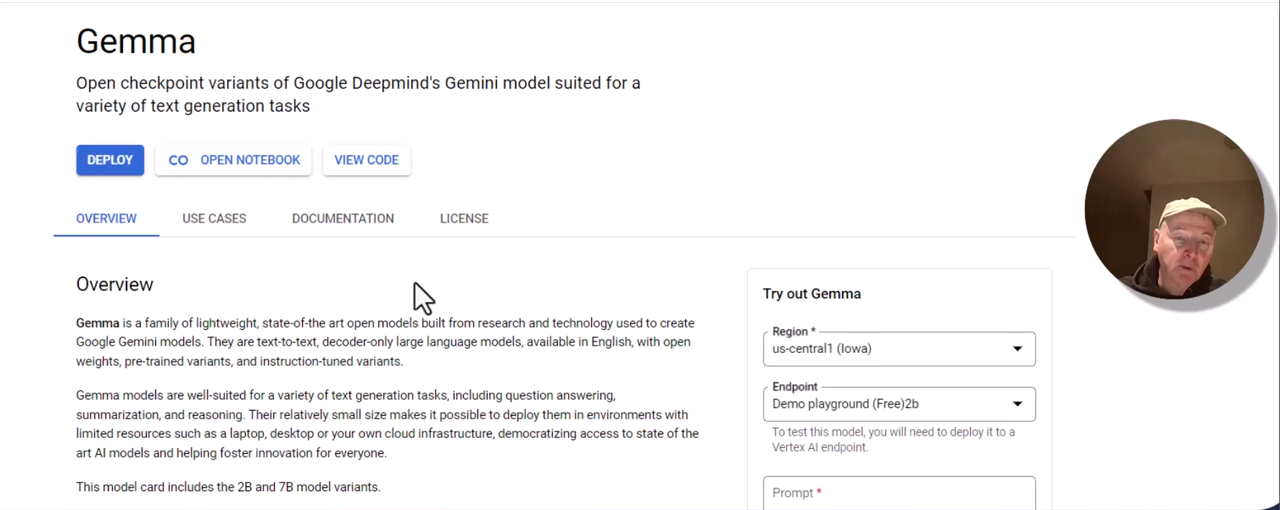 Gemma
Open checkpoint variants of Google Deepmind's Gemini model suited for a
variety of text generation tasks
DEPLOY
CO OPEN NOTEBOOK
VIEW CODE
OVERVIEW
USE CASES
DOCUMENTATION
LICENSE
Overview
Gemma is a family of lightweight, state-of-the art open models built from research and technology used to create
Google Gemini models. They are text-to-text, decoder-only large language models, available in English, with open
weights, pre-trained variants, and instruction-tuned variants.
Gemma models are well-suited for a variety of text generation tasks, including question answering,
summarization, and reasoning. Their relatively small size makes it possible to deploy them in environments with
limited resources such as a laptop, desktop or your own cloud infrastructure, democratizing access to state of the
art AI models and helping foster innovation for everyone.
This model card includes the 2B and 7B model variants.
Try out Gemma
Region *
us-central1 (Iowa)
Endpoint
Demo playground (Free)2b
To test this model, you will need to deploy it to a
Vertex AI endpoint.
Prompt *